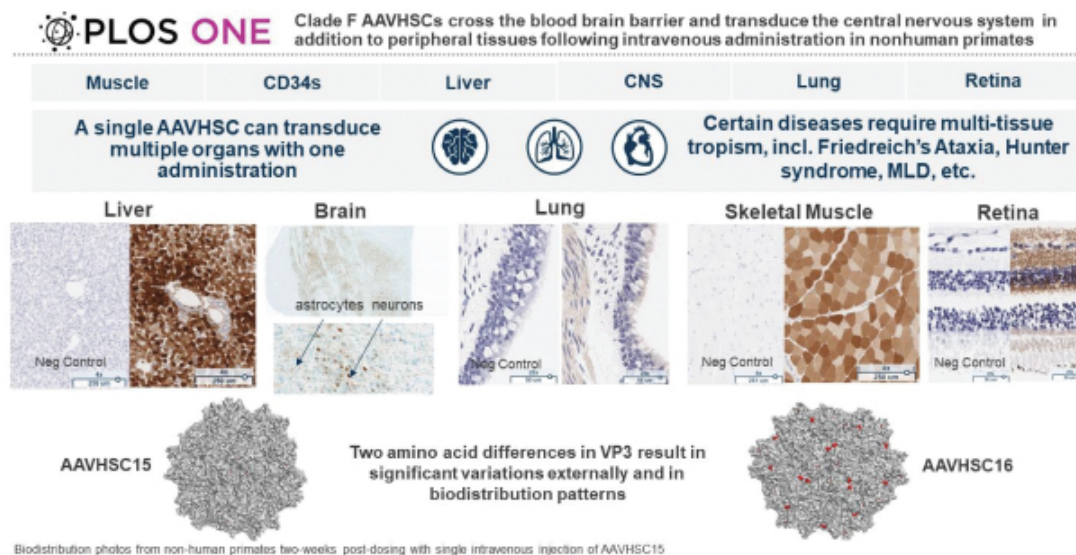 PLOS ONE
Clade F AAVHSCs cross the blood brain barrier and transduce the central nervous system in
addition to peripheral tissues following intravenous administration in nonhuman primates
Muscle CD34s Liver CNS Lung Retina
A single AAVHSC can transduce
multiple organs with one
administration
Certain diseases require multi-tissue
tropism, incl. Friedreich's Ataxia, Hunter
syndrome, MLD, etc.
Liver Brain Lung Skeletal Muscle Retina
astrocytes neurons
Neg Control
Neg Control
Neg Control
Neg Control
AAVHSC15
Two amino acid differences in VP3 result in
significant variations externally and in
biodistribution patterns
AAVHSC16
Biodistribution photos from non-human primates two-weeks post-dosing with single intravenous injection of AAVHSC15